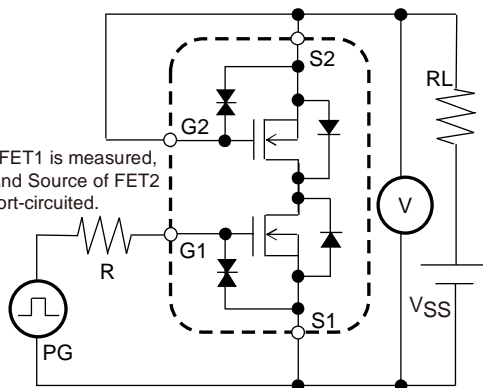 S2
RL
G2
FET1 is measured,
and Source of FET2
ort-circuited.
V
G1
R
VSS
S1
PG